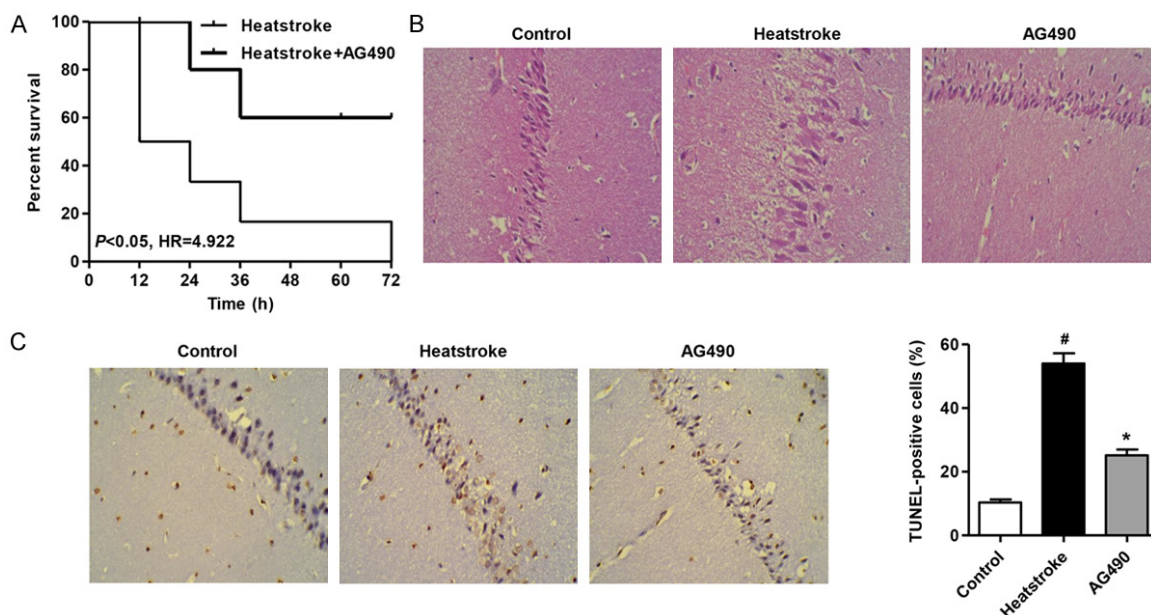 A
100
80
60
40
20
0
Percent survival
Heatstroke
Heatstroke+AG490
P<0.05, HR=4.922
0 12 24 36 48 60 72
Time (h)
B
Control Heatstroke AG490
C
Control Heatstroke AG490
TUNEL-positive cells (%)
60
40
20
0
#
*
Control Heatstroke AG490